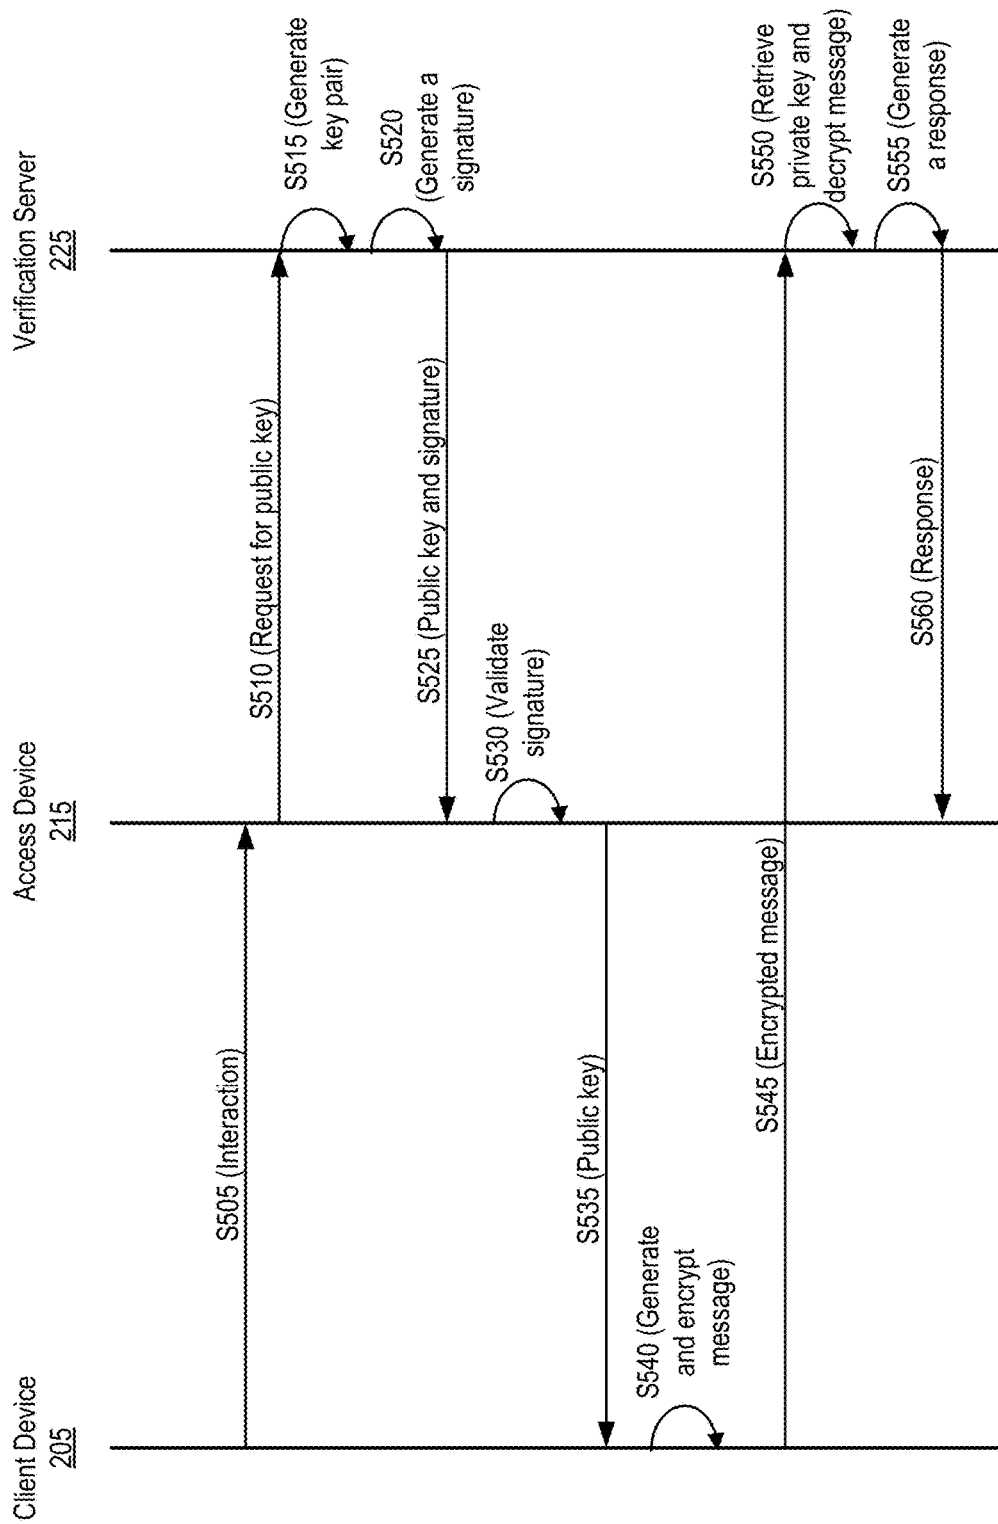 Client Device
205
Access Device
215
Verification Server
225
S505 (Interaction)
S510 (Request for public key)
S515 (Generate
key pair)
S520
(Generate a
signature)
S525 (Public key and signature)
S530 (Validate
signature)
S535 (Public key)
S540 (Generate
and encrypt
message)
S545 (Encrypted message)
S550 (Retrieve
private key and
decrypt message)
S555 (Generate
a response)
S560 (Response)